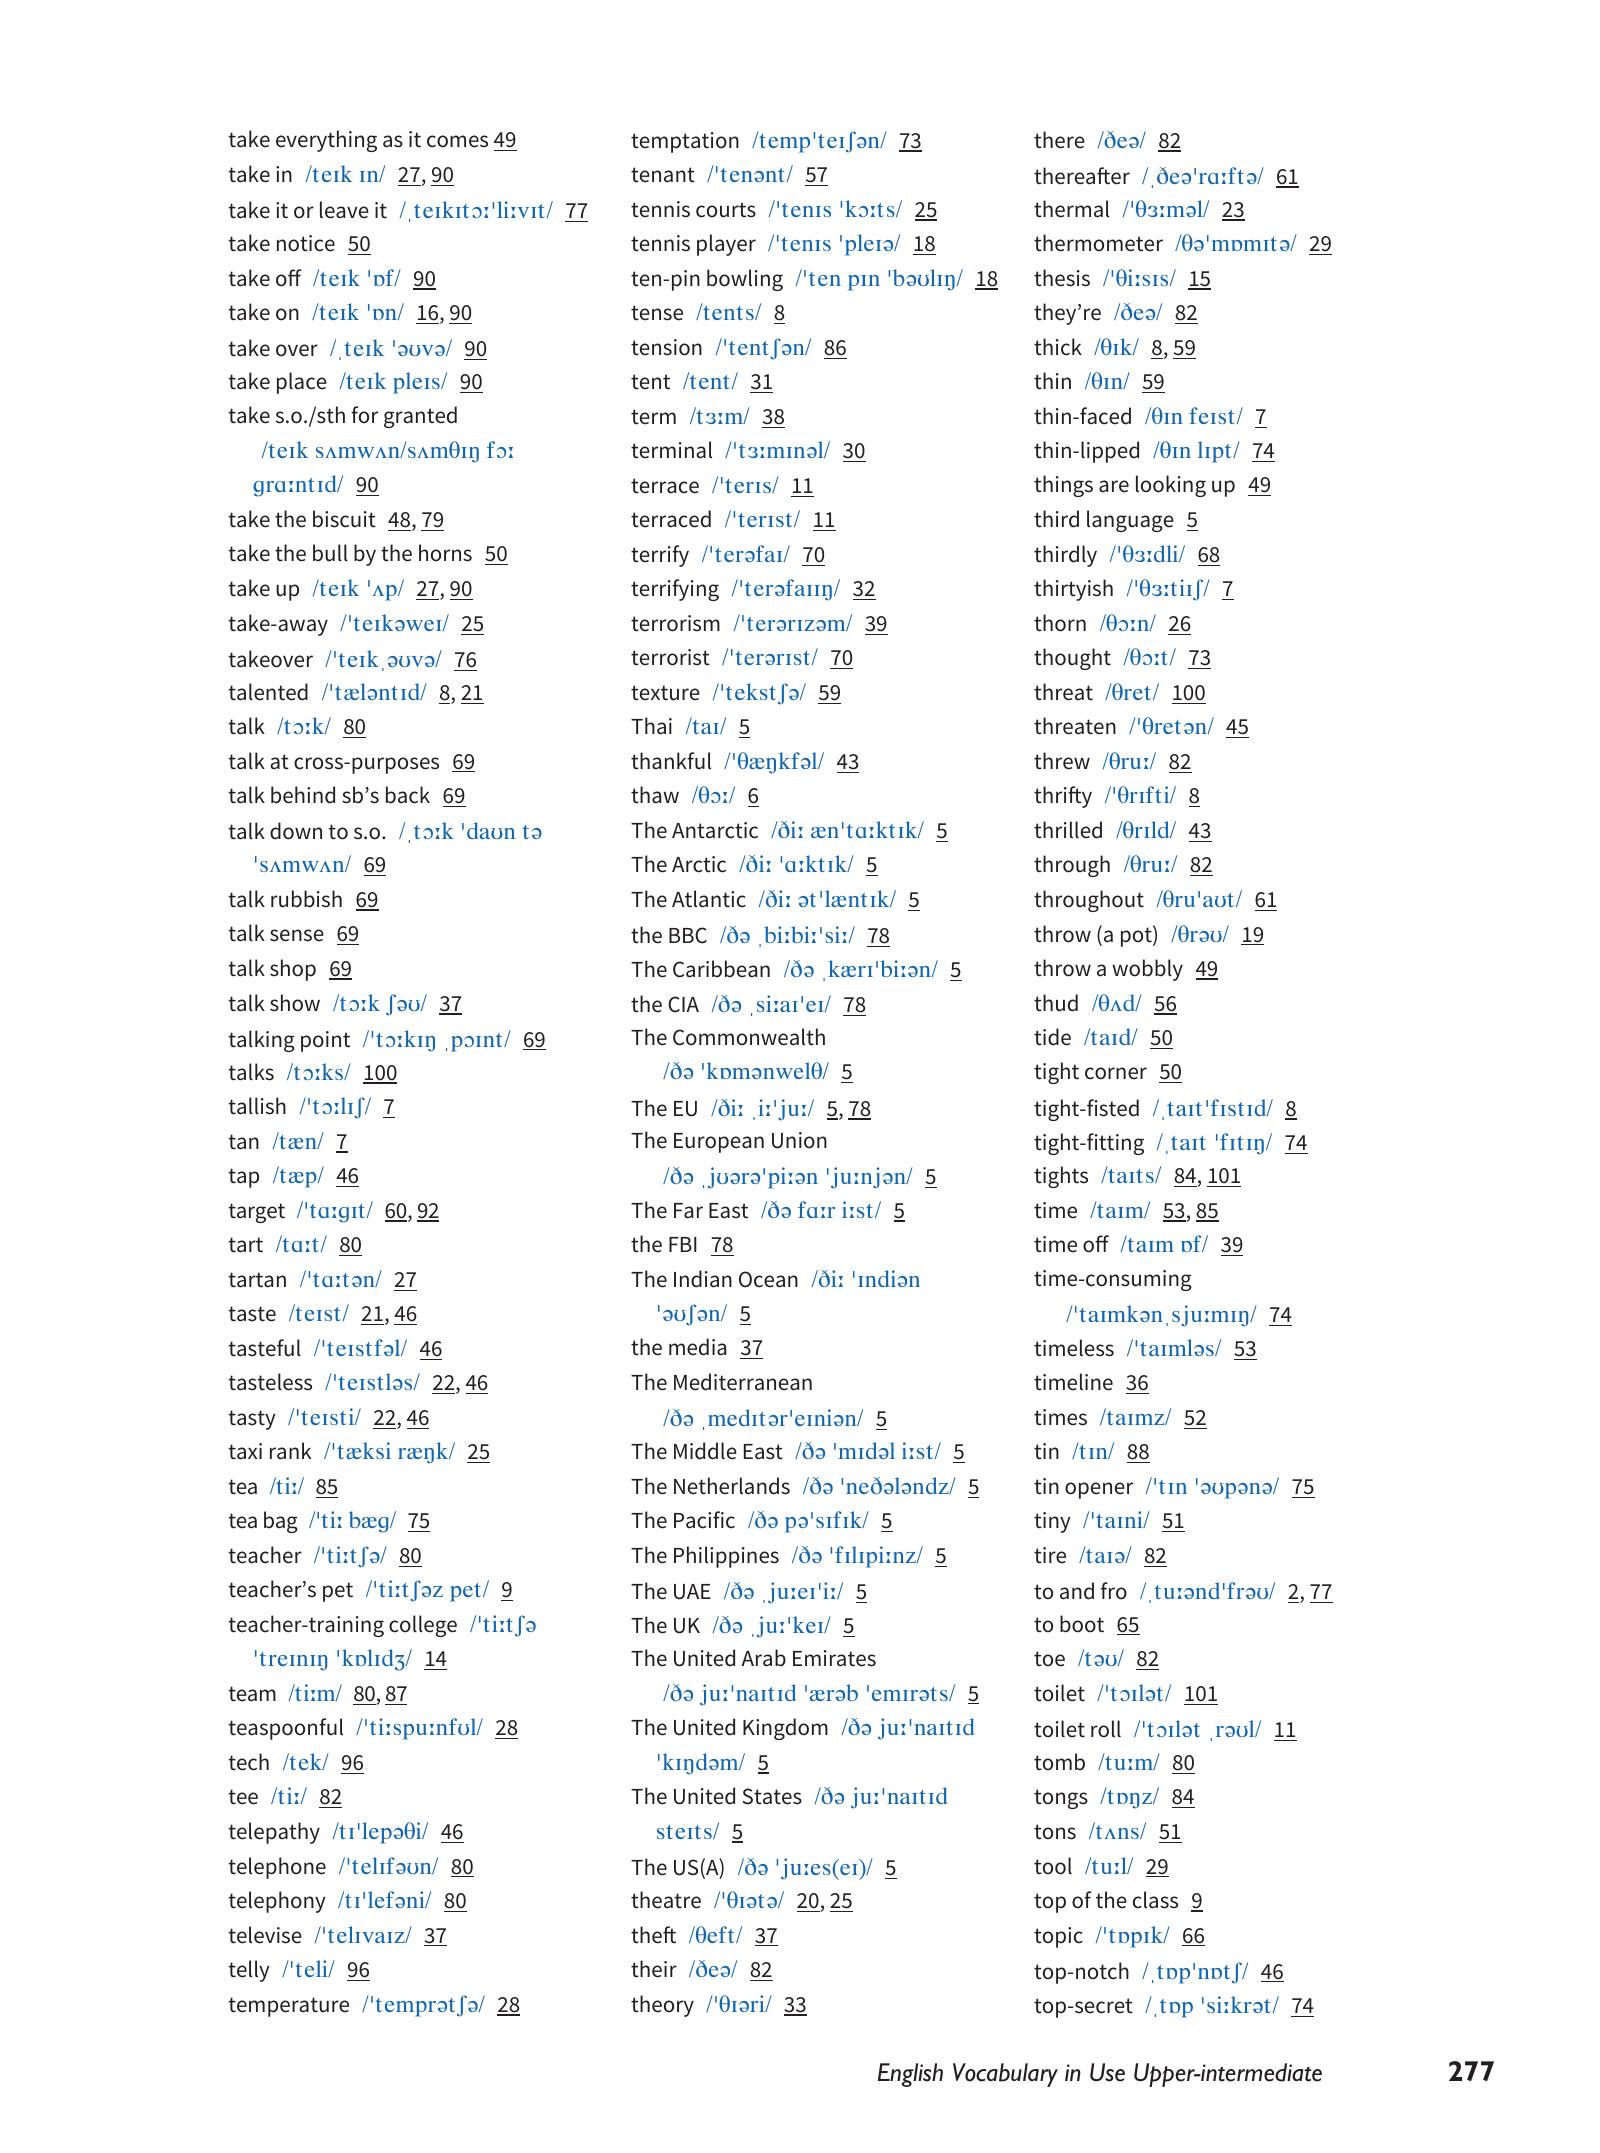 take everything as it comes 49
take in /teɪk ɪn/ 27, 90
take it or leave it /ˌteɪkɪtɔːˈliːvɪt/ 77
take notice 50
take off /teɪk ˈɒf/ 90
take on /teɪk ˈɒn/ 16, 90
take over /ˌteɪk ˈəʊvə/ 90
take place /teɪk pleɪs/ 90
take s.o./sth for granted
/teɪk sʌmwʌn/sʌmθɪŋ fɔː
grɑːntɪd/ 90
take the biscuit 48, 79
take the bull by the horns 50
take up /teɪk ˈʌp/ 27, 90
take-away /ˈteɪkəweɪ/ 25
takeover /ˈteɪkˌəʊvə/ 76
talented /ˈtæləntɪd/ 8, 21
talk /tɔːk/ 80
talk at cross-purposes 69
talk behind sb’s back 69
talk down to s.o. /ˌtɔːk ˈdaʊn tə
ˈsʌmwʌn/ 69
talk rubbish 69
talk sense 69
talk shop 69
talk show /tɔːk ʃəʊ/ 37
talking point /ˈtɔːkɪŋ ˌpɔɪnt/ 69
talks /tɔːks/ 100
tallish /ˈtɔːlɪʃ/ 7
tan /tæn/ 7
tap /tæp/ 46
target /ˈtɑːgɪt/ 60, 92
tart /tɑːt/ 80
tartan /ˈtɑːtən/ 27
taste /teɪst/ 21, 46
tasteful /ˈteɪstfəl/ 46
tasteless /ˈteɪstləs/ 22, 46
tasty /ˈteɪsti/ 22, 46
taxi rank /ˈtæksi ræŋk/ 25
tea /tiː/ 85
tea bag /ˈtiː bæg/ 75
teacher /ˈtiːtʃə/ 80
teacher’s pet /ˈtiːtʃəz pet/ 9
teacher-training college /ˈtiːtʃə
ˈtreɪnɪŋ ˈkɒlɪdʒ/ 14
team /tiːm/ 80, 87
teaspoonful /ˈtiːspuːnfʊl/ 28
tech /tek/ 96
tee /tiː/ 82
telepathy /tɪˈlepəθi/ 46
telephone /ˈtelɪfəʊn/ 80
telephony /tɪˈlefəni/ 80
televise /ˈtelɪvaɪz/ 37
telly /ˈteli/ 96
temperature /ˈtemprətʃə/ 28
temptation /tempˈteɪʃən/ 73
tenant /ˈtenənt/ 57
tennis courts /ˈtenɪs ˈkɔːts/ 25
tennis player /ˈtenɪs ˈpleɪə/ 18
ten-pin bowling /ˈten pɪn ˈbəʊlɪŋ/ 18
tense /tents/ 8
tension /ˈtentʃən/ 86
tent /tent/ 31
term /tɜːm/ 38
terminal /ˈtɜːmɪnəl/ 30
terrace /ˈterɪs/ 11
terraced /ˈterɪst/ 11
terrify /ˈterəfaɪ/ 70
terrifying /ˈterəfaɪɪŋ/ 32
terrorism /ˈterərɪzəm/ 39
terrorist /ˈterərɪst/ 70
texture /ˈtekstʃə/ 59
Thai /taɪ/ 5
thankful /ˈθæŋkfəl/ 43
thaw /θɔː/ 6
The Antarctic /ðiː ænˈtɑːktɪk/ 5
The Arctic /ðiː ˈɑːktɪk/ 5
The Atlantic /ðiː ətˈlæntɪk/ 5
the BBC /ðə ˌbiːbiːˈsiː/ 78
The Caribbean /ðə ˌkærɪˈbiːən/ 5
the CIA /ðə ˌsiːaɪˈeɪ/ 78
The Commonwealth
/ðə ˈkɒmənwelθ/ 5
The EU /ðiː ˌiːˈjuː/ 5, 78
The European Union
/ðə ˌjʊərəˈpiːən ˈjuːnjən/ 5
The Far East /ðə fɑːr iːst/ 5
the FBI 78
The Indian Ocean /ðiː ˈɪndiən
ˈəʊʃən/ 5
the media 37
The Mediterranean
/ðə ˌmedɪtərˈeɪniən/ 5
The Middle East /ðə ˈmɪdəl iːst/ 5
The Netherlands /ðə ˈneðələndz/ 5
The Pacific /ðə pəˈsɪfɪk/ 5
The Philippines /ðə ˈfɪlɪpiːnz/ 5
The UAE /ðə ˌjuːeɪˈiː/ 5
The UK /ðə ˌjuːˈkeɪ/ 5
The United Arab Emirates
/ðə juːˈnaɪtɪd ˈærəb ˈemɪrəts/ 5
The United Kingdom /ðə juːˈnaɪtɪd
ˈkɪŋdəm/ 5
The United States /ðə juːˈnaɪtɪd
steɪts/ 5
The US(A) /ðə ˈjuːes(eɪ)/ 5
theatre /ˈθɪətə/ 20, 25
theft /θeft/ 37
their /ðeə/ 82
theory /ˈθɪəri/ 33
there /ðeə/ 82
thereafter /ˌðeəˈrɑːftə/ 61
thermal /ˈθɜːməl/ 23
thermometer /θəˈmɒmɪtə/ 29
thesis /ˈθiːsɪs/ 15
they’re /ðeə/ 82
thick /θɪk/ 8, 59
thin /θɪn/ 59
thin-faced /θɪn feɪst/ 7
thin-lipped /θɪn lɪpt/ 74
things are looking up 49
third language 5
thirdly /ˈθɜːdli/ 68
thirtyish /ˈθɜːtiɪʃ/ 7
thorn /θɔːn/ 26
thought /θɔːt/ 73
threat /θret/ 100
threaten /ˈθretən/ 45
threw /θruː/ 82
thrifty /ˈθrɪfti/ 8
thrilled /θrɪld/ 43
through /θruː/ 82
throughout /θruˈaʊt/ 61
throw (a pot) /θrəʊ/ 19
throw a wobbly 49
thud /θʌd/ 56
tide /taɪd/ 50
tight corner 50
tight-fisted /ˌtaɪtˈfɪstɪd/ 8
tight-fitting /ˌtaɪt ˈfɪtɪŋ/ 74
tights /taɪts/ 84, 101
time /taɪm/ 53, 85
time off /taɪm ɒf/ 39
time-consuming
/ˈtaɪmkənˌsjuːmɪŋ/ 74
timeless /ˈtaɪmləs/ 53
timeline 36
times /taɪmz/ 52
tin /tɪn/ 88
tin opener /ˈtɪn ˈəʊpənə/ 75
tiny /ˈtaɪni/ 51
tire /taɪə/ 82
to and fro /ˌtuːəndˈfrəʊ/ 2, 77
to boot 65
toe /təʊ/ 82
toilet /ˈtɔɪlət/ 101
toilet roll /ˈtɔɪlət ˌrəʊl/ 11
tomb /tuːm/ 80
tongs /tɒŋz/ 84
tons /tʌns/ 51
tool /tuːl/ 29
top of the class 9
topic /ˈtɒpɪk/ 66
top-notch /ˌtɒpˈnɒtʃ/ 46
top-secret /ˌtɒp ˈsiːkrət/ 74
English Vocabulary in Use Upper-intermediate 277